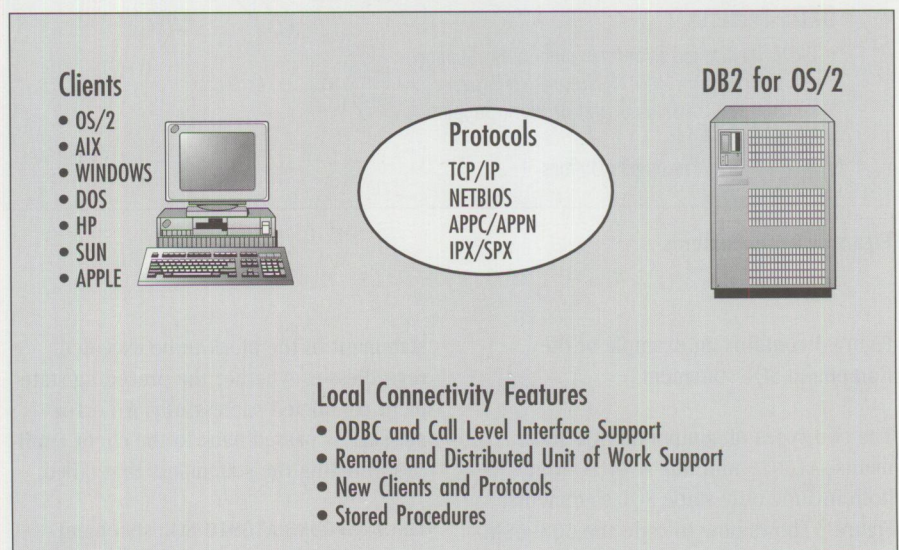 Clients
• OS/2
• AIX
• WINDOWS
• DOS
• HP
• SUN
• APPLE
Protocols
TCP/IP
NETBIOS
APPC/APPN
IPX/SPX
DB2 for OS/2
Local Connectivity Features
• ODBC and Call Level Interface Support
• Remote and Distributed Unit of Work Support
• New Clients and Protocols
• Stored Procedures